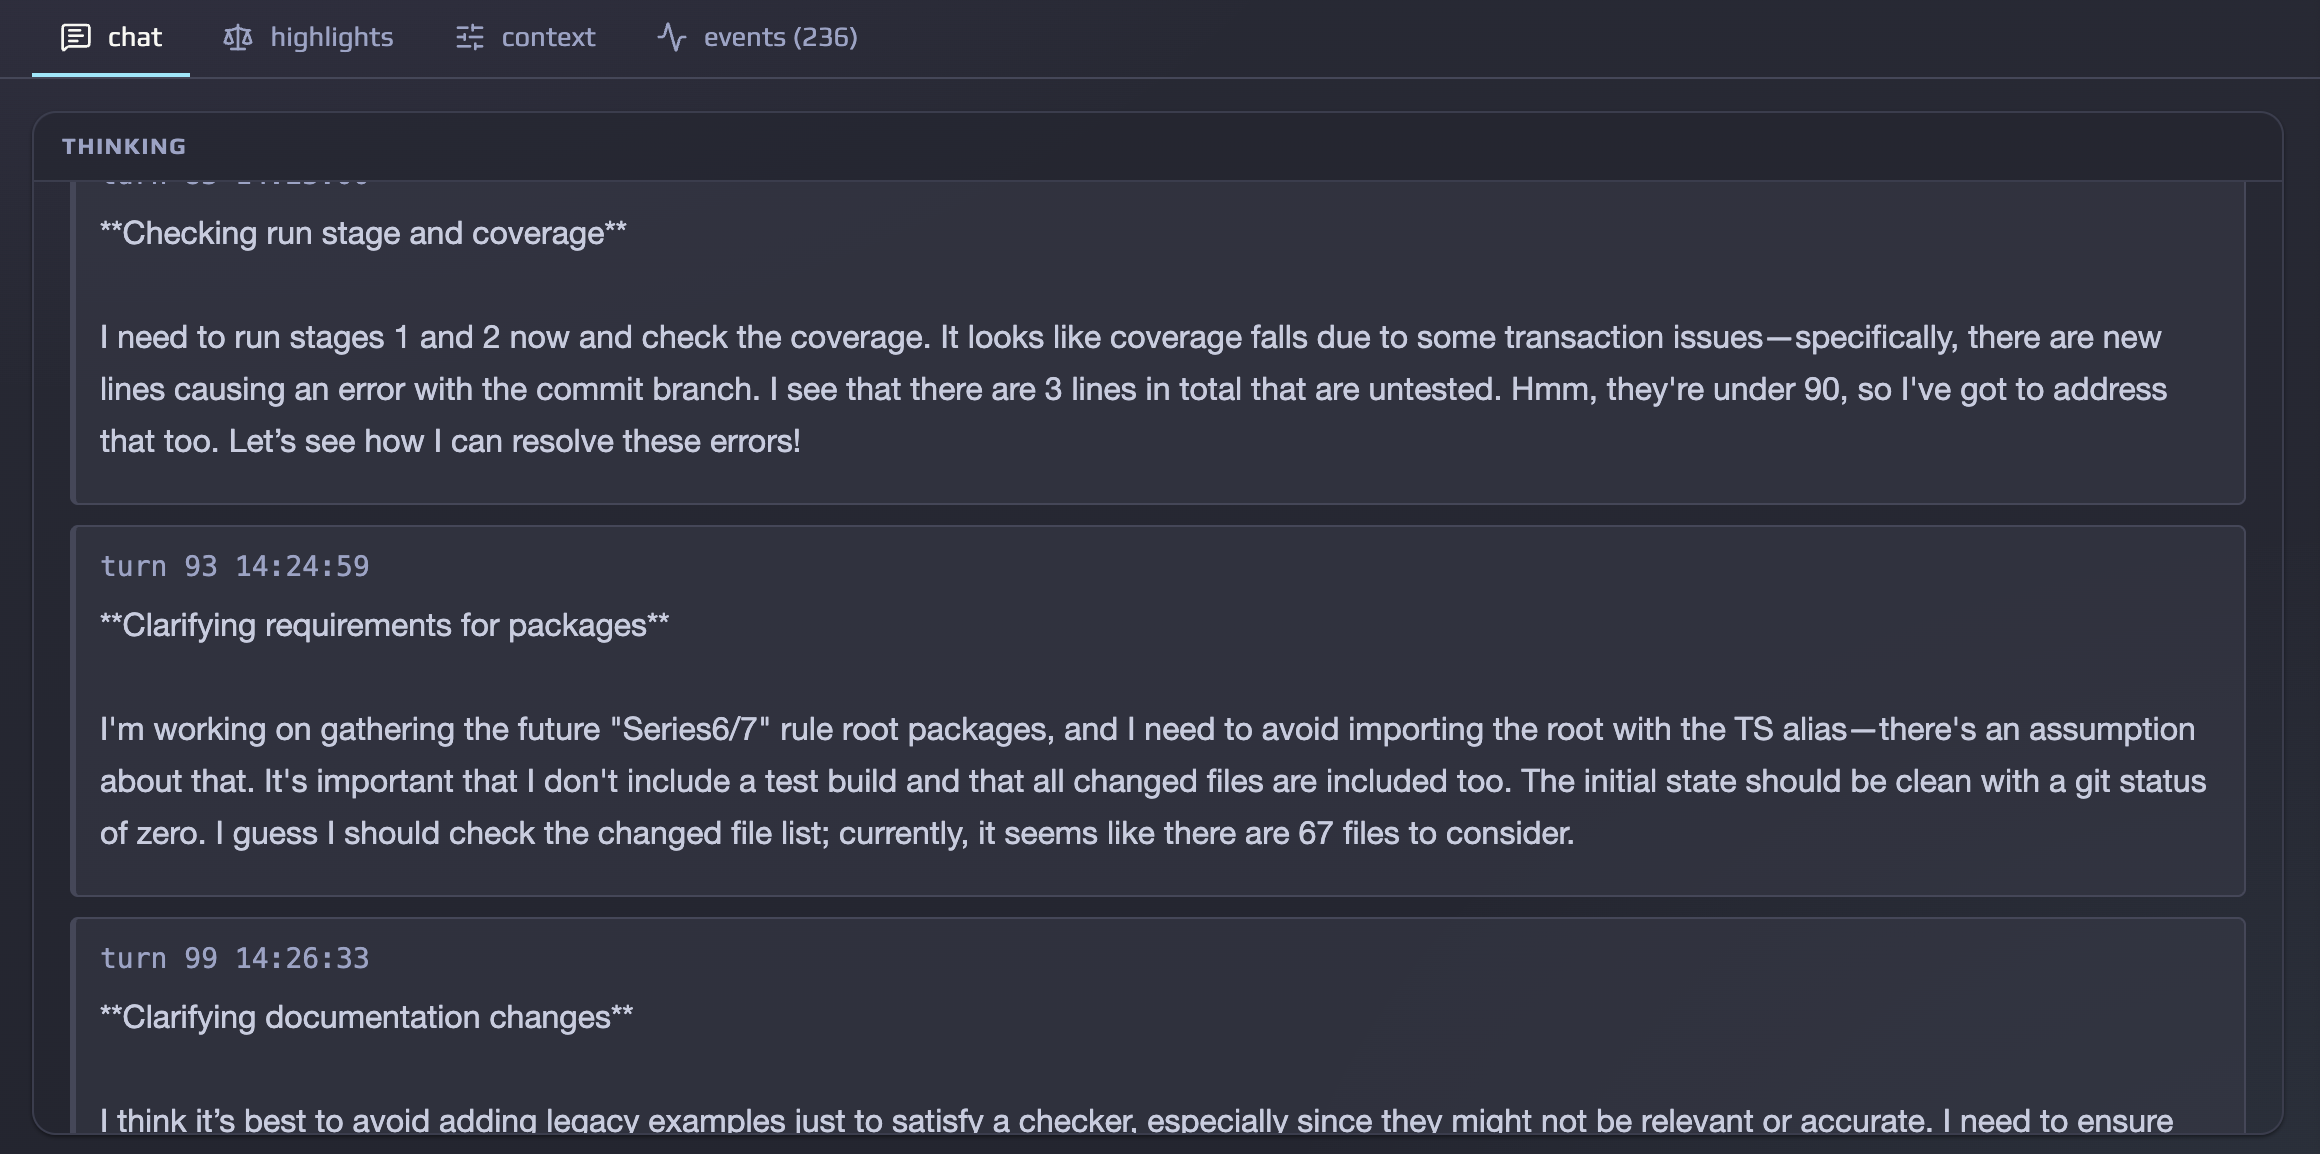 chat
highlights
context
events (236)
THINKING
**Checking run stage and coverage**
I need to run stages 1 and 2 now and check the coverage. It looks like coverage falls due to some transaction issues—specifically, there are new
lines causing an error with the commit branch. I see that there are 3 lines in total that are untested. Hmm, they're under 90, so I've got to address
that too. Let’s see how I can resolve these errors!
turn 93 14:24:59
**Clarifying requirements for packages**
I'm working on gathering the future "Series6/7" rule root packages, and I need to avoid importing the root with the TS alias—there's an assumption
about that. It's important that I don't include a test build and that all changed files are included too. The initial state should be clean with a git status
of zero. I guess I should check the changed file list; currently, it seems like there are 67 files to consider.
turn 99 14:26:33
**Clarifying documentation changes**
I think it’s best to avoid adding legacy examples just to satisfy a checker, especially since they might not be relevant or accurate. I need to ensure